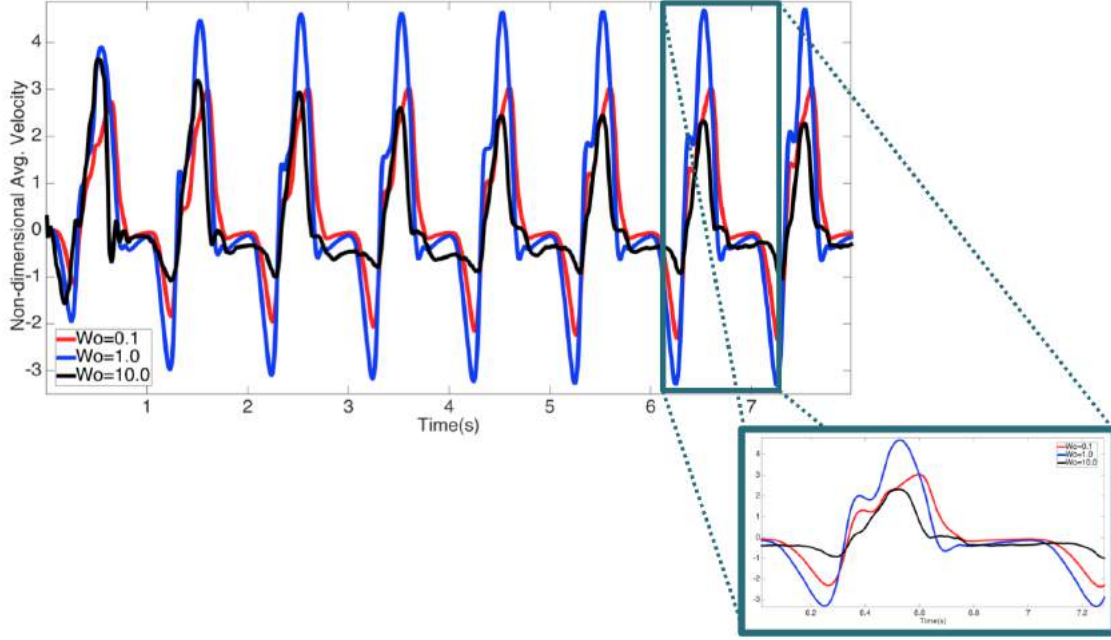 Non-dimensional Avg. Velocity
4
3
2
1
0
-1
-2
-3
Wo=0.1
Wo=1.0
Wo=10.0
1 2 3 4 5 6 7
Time(s)
4
3
2
1
0
-1
-2
-3
Wo=0.1
Wo=1.0
Wo=10.0
6.2 6.4 6.6 6.8 7 7.2
Time(s)